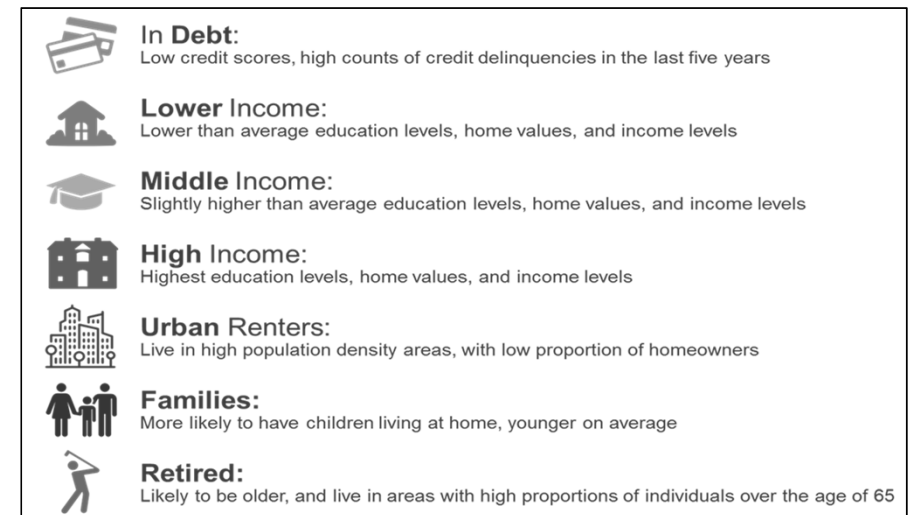 In Debt:
Low credit scores, high counts of credit delinquencies in the last five years
Lower Income:
Lower than average education levels, home values, and income levels
Middle Income:
Slightly higher than average education levels, home values, and income levels
High Income:
Highest education levels, home values, and income levels
Urban Renters:
Live in high population density areas, with low proportion of homeowners
Families:
More likely to have children living at home, younger on average
Retired:
Likely to be older, and live in areas with high proportions of individuals over the age of 65